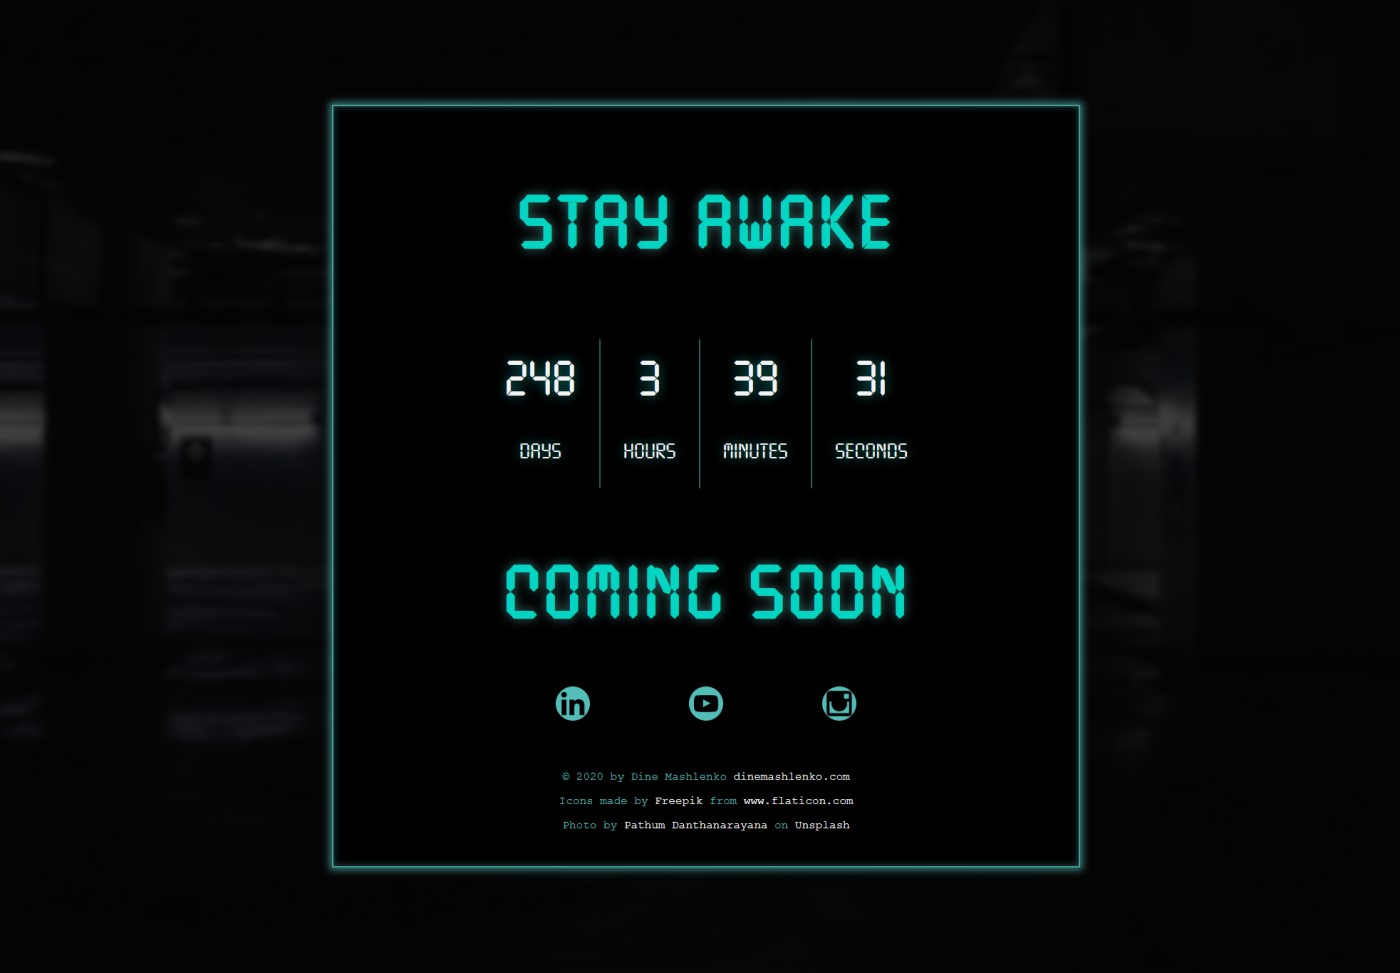 STAY AWAKE
248 3 39 31
DAYS HOURS MINUTES SECONDS
COMING SOON
in
© 2020 by Dine Mashlenko dinemashlenko.com
Icons made by Freepik from www.flaticon.com
Photo by Pathum Danthanarayana on Unsplash